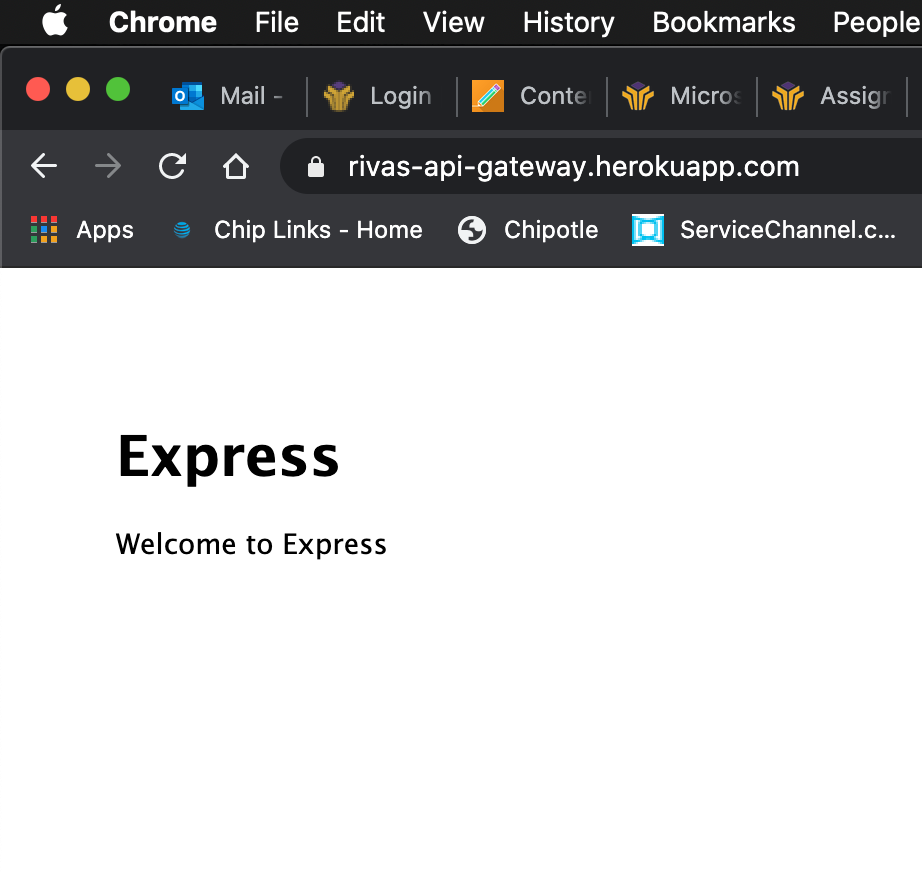 Chrome File Edit View History Bookmarks People
Mail - Login Conte Micros Assign
rivas-api-gateway.herokuapp.com
Apps Chip Links - Home Chipotle ServiceChannel.c...
Express
Welcome to Express